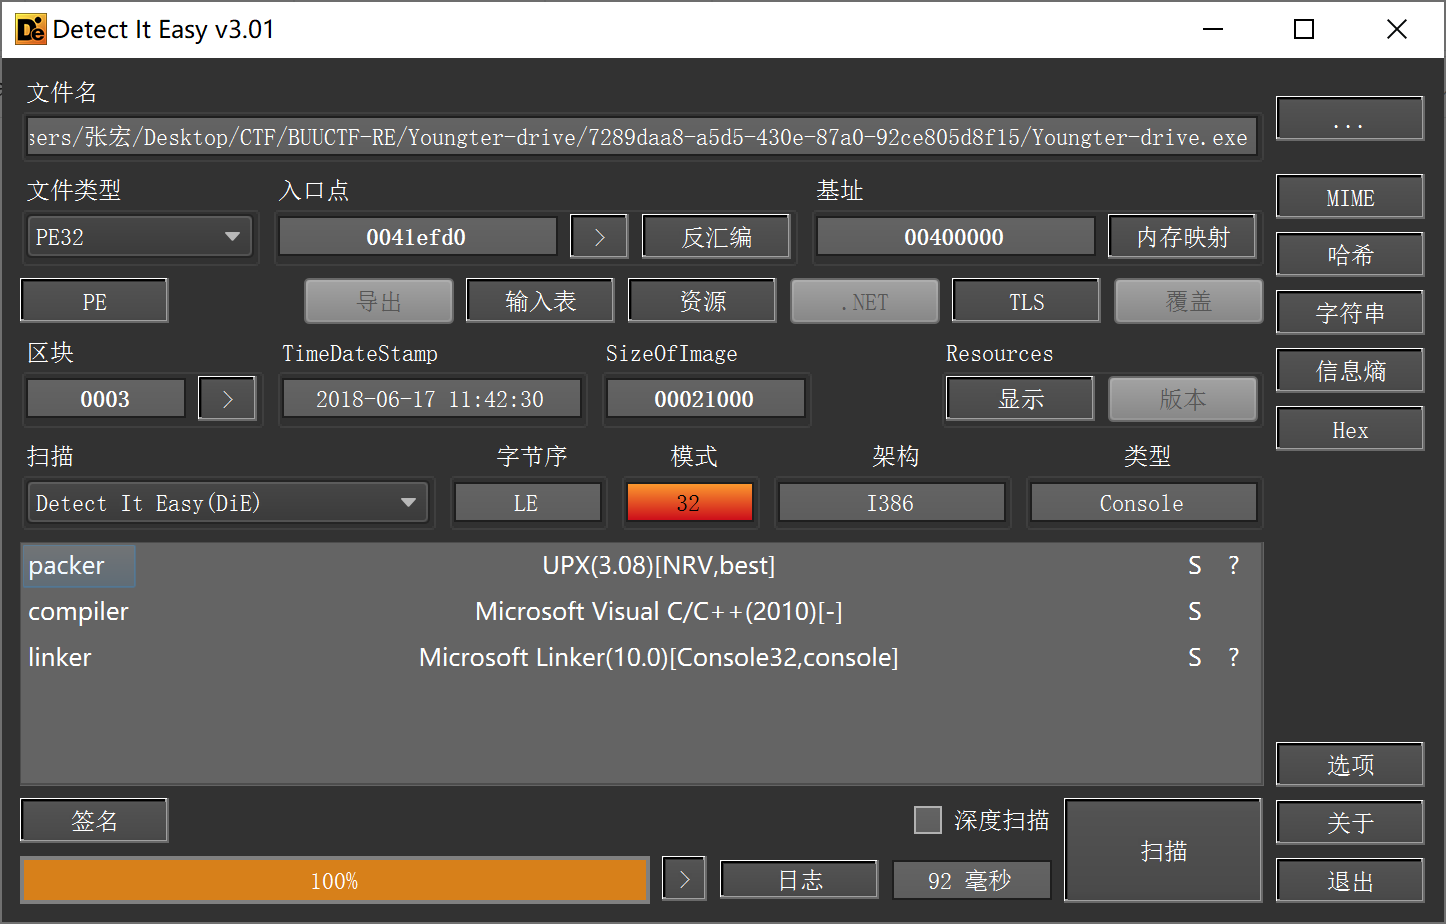 Detect It Easy v3.01
文件名
sers/张宏/Desktop/CTF/BUUCTF-RE/Youngter-drive/7289daa8-a5d5-430e-87a0-92ce805d8f15/Youngter-drive.exe
...
文件类型 入口点 基址
MIME
PE32 0041efd0 > 反汇编 00400000 内存映射
哈希
PE 导出 输入表 资源 .NET TLS 覆盖
字符串
区块 TimeDateStamp SizeOfImage Resources
信息熵
0003 > 2018-06-17 11:42:30 00021000 显示 版本
Hex
扫描 字节序 模式 架构 类型
Detect It Easy(DiE) LE 32 I386 Console
packer UPX(3.08)[NRV,best] S ?
compiler Microsoft Visual C/C++(2010)[-] S
linker Microsoft Linker(10.0)[Console32,console] S ?
选项
签名 深度扫描 扫描 关于
100% > 日志 92 毫秒 退出